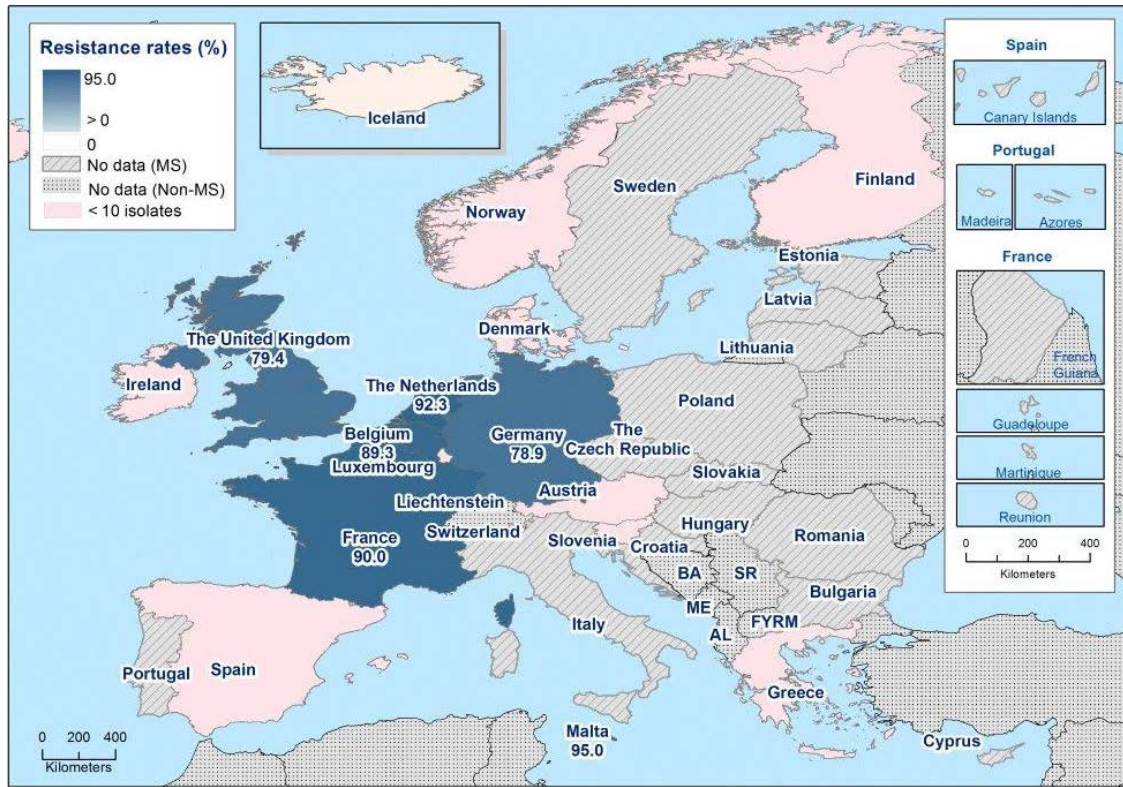 Resistance rates (%)
95.0
> 0
0
No data (MS)
No data (Non-MS)
< 10 isolates
Iceland
Norway
Sweden
Finland
Estonia
Latvia
Lithuania
Denmark
The United Kingdom
79.4
Ireland
The Netherlands
92.3
Belgium
89.3
Luxembourg
Germany
78.9
Poland
The
Czech Republic
Slovakia
Austria
Liechtenstein
Switzerland
France
90.0
Hungary
Slovenia
Croatia
Romania
BA
SR
Bulgaria
ME
FYRM
AL
Italy
Portugal
Spain
Greece
Malta
95.0
Cyprus
0 200 400
Kilometers
Spain
Canary Islands
Portugal
Madeira
Azores
France
French
Guiana
Guadeloupe
Martinique
Reunion
0 200 400
Kilometers